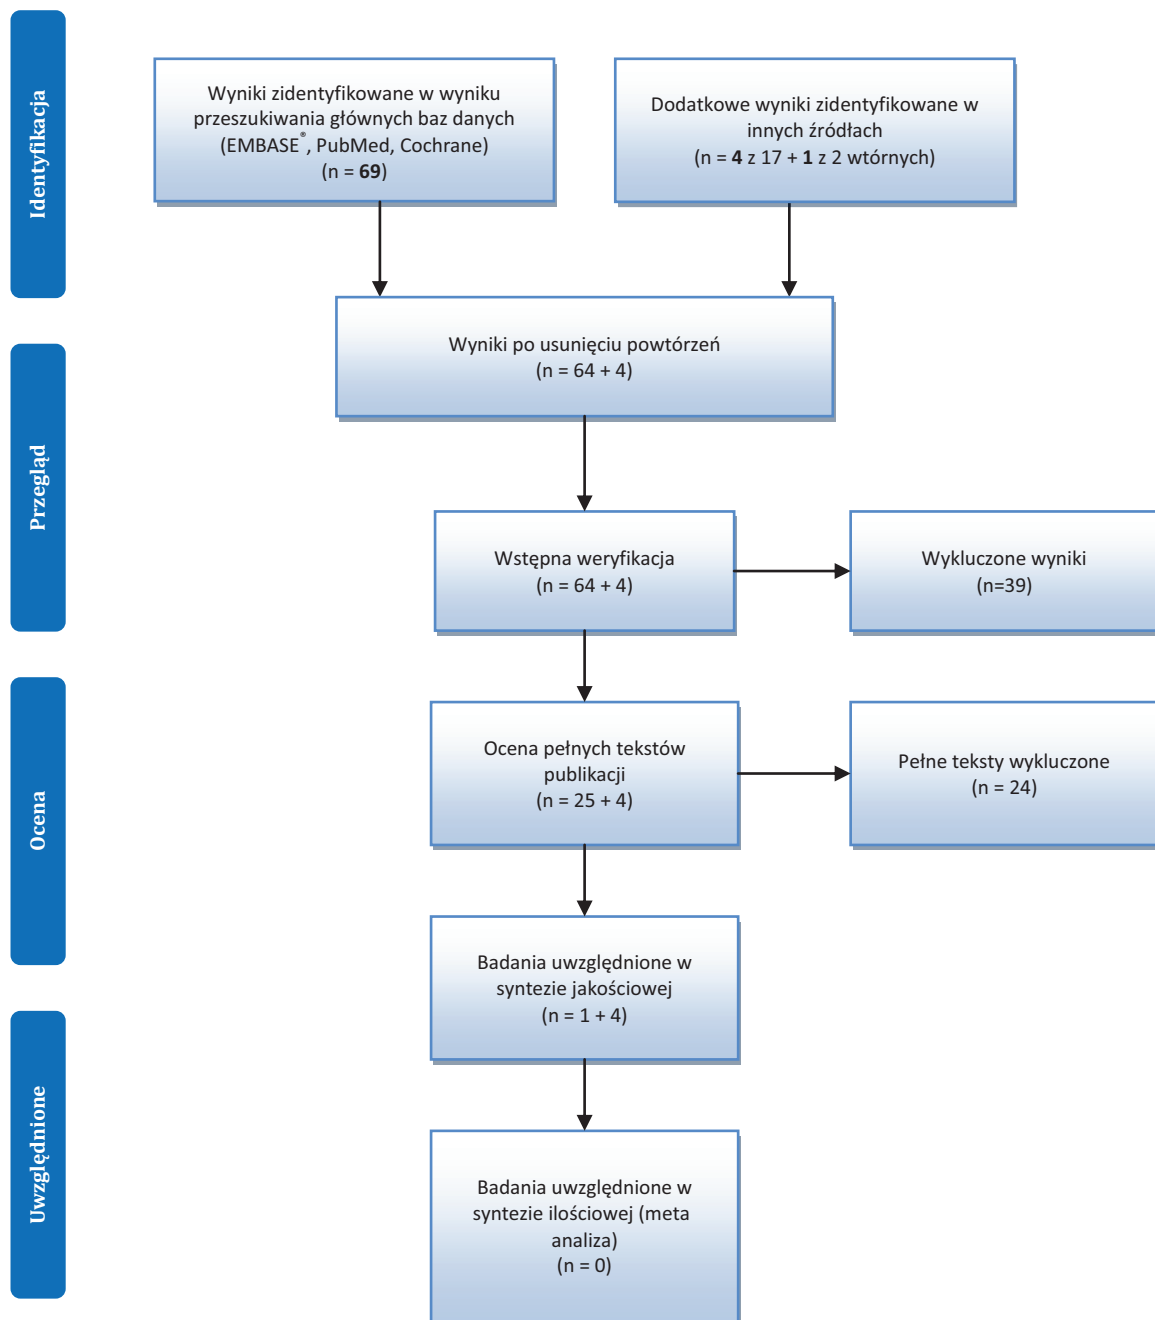 Identyfikacja
Wyniki zidentyfikowane w wyniku
przeszukiwania głównych baz danych
(EMBASE®, PubMed, Cochrane)
(n = 69)
Dodatkowe wyniki zidentyfikowane w
innych źródłach
(n = 4 z 17 + 1 z 2 wtórnych)
Przegląd
Wyniki po usunięciu powtórzeń
(n = 64 + 4)
Wstępna weryfikacja
(n = 64 + 4)
Wykluczone wyniki
(n=39)
Ocena
Ocena pełnych tekstów
publikacji
(n = 25 + 4)
Pełne teksty wykluczone
(n = 24)
Badania uwzględnione w
syntezie jakościowej
(n = 1 + 4)
Uwzględnione
Badania uwzględnione w
syntezie ilościowej (meta
analiza)
(n = 0)